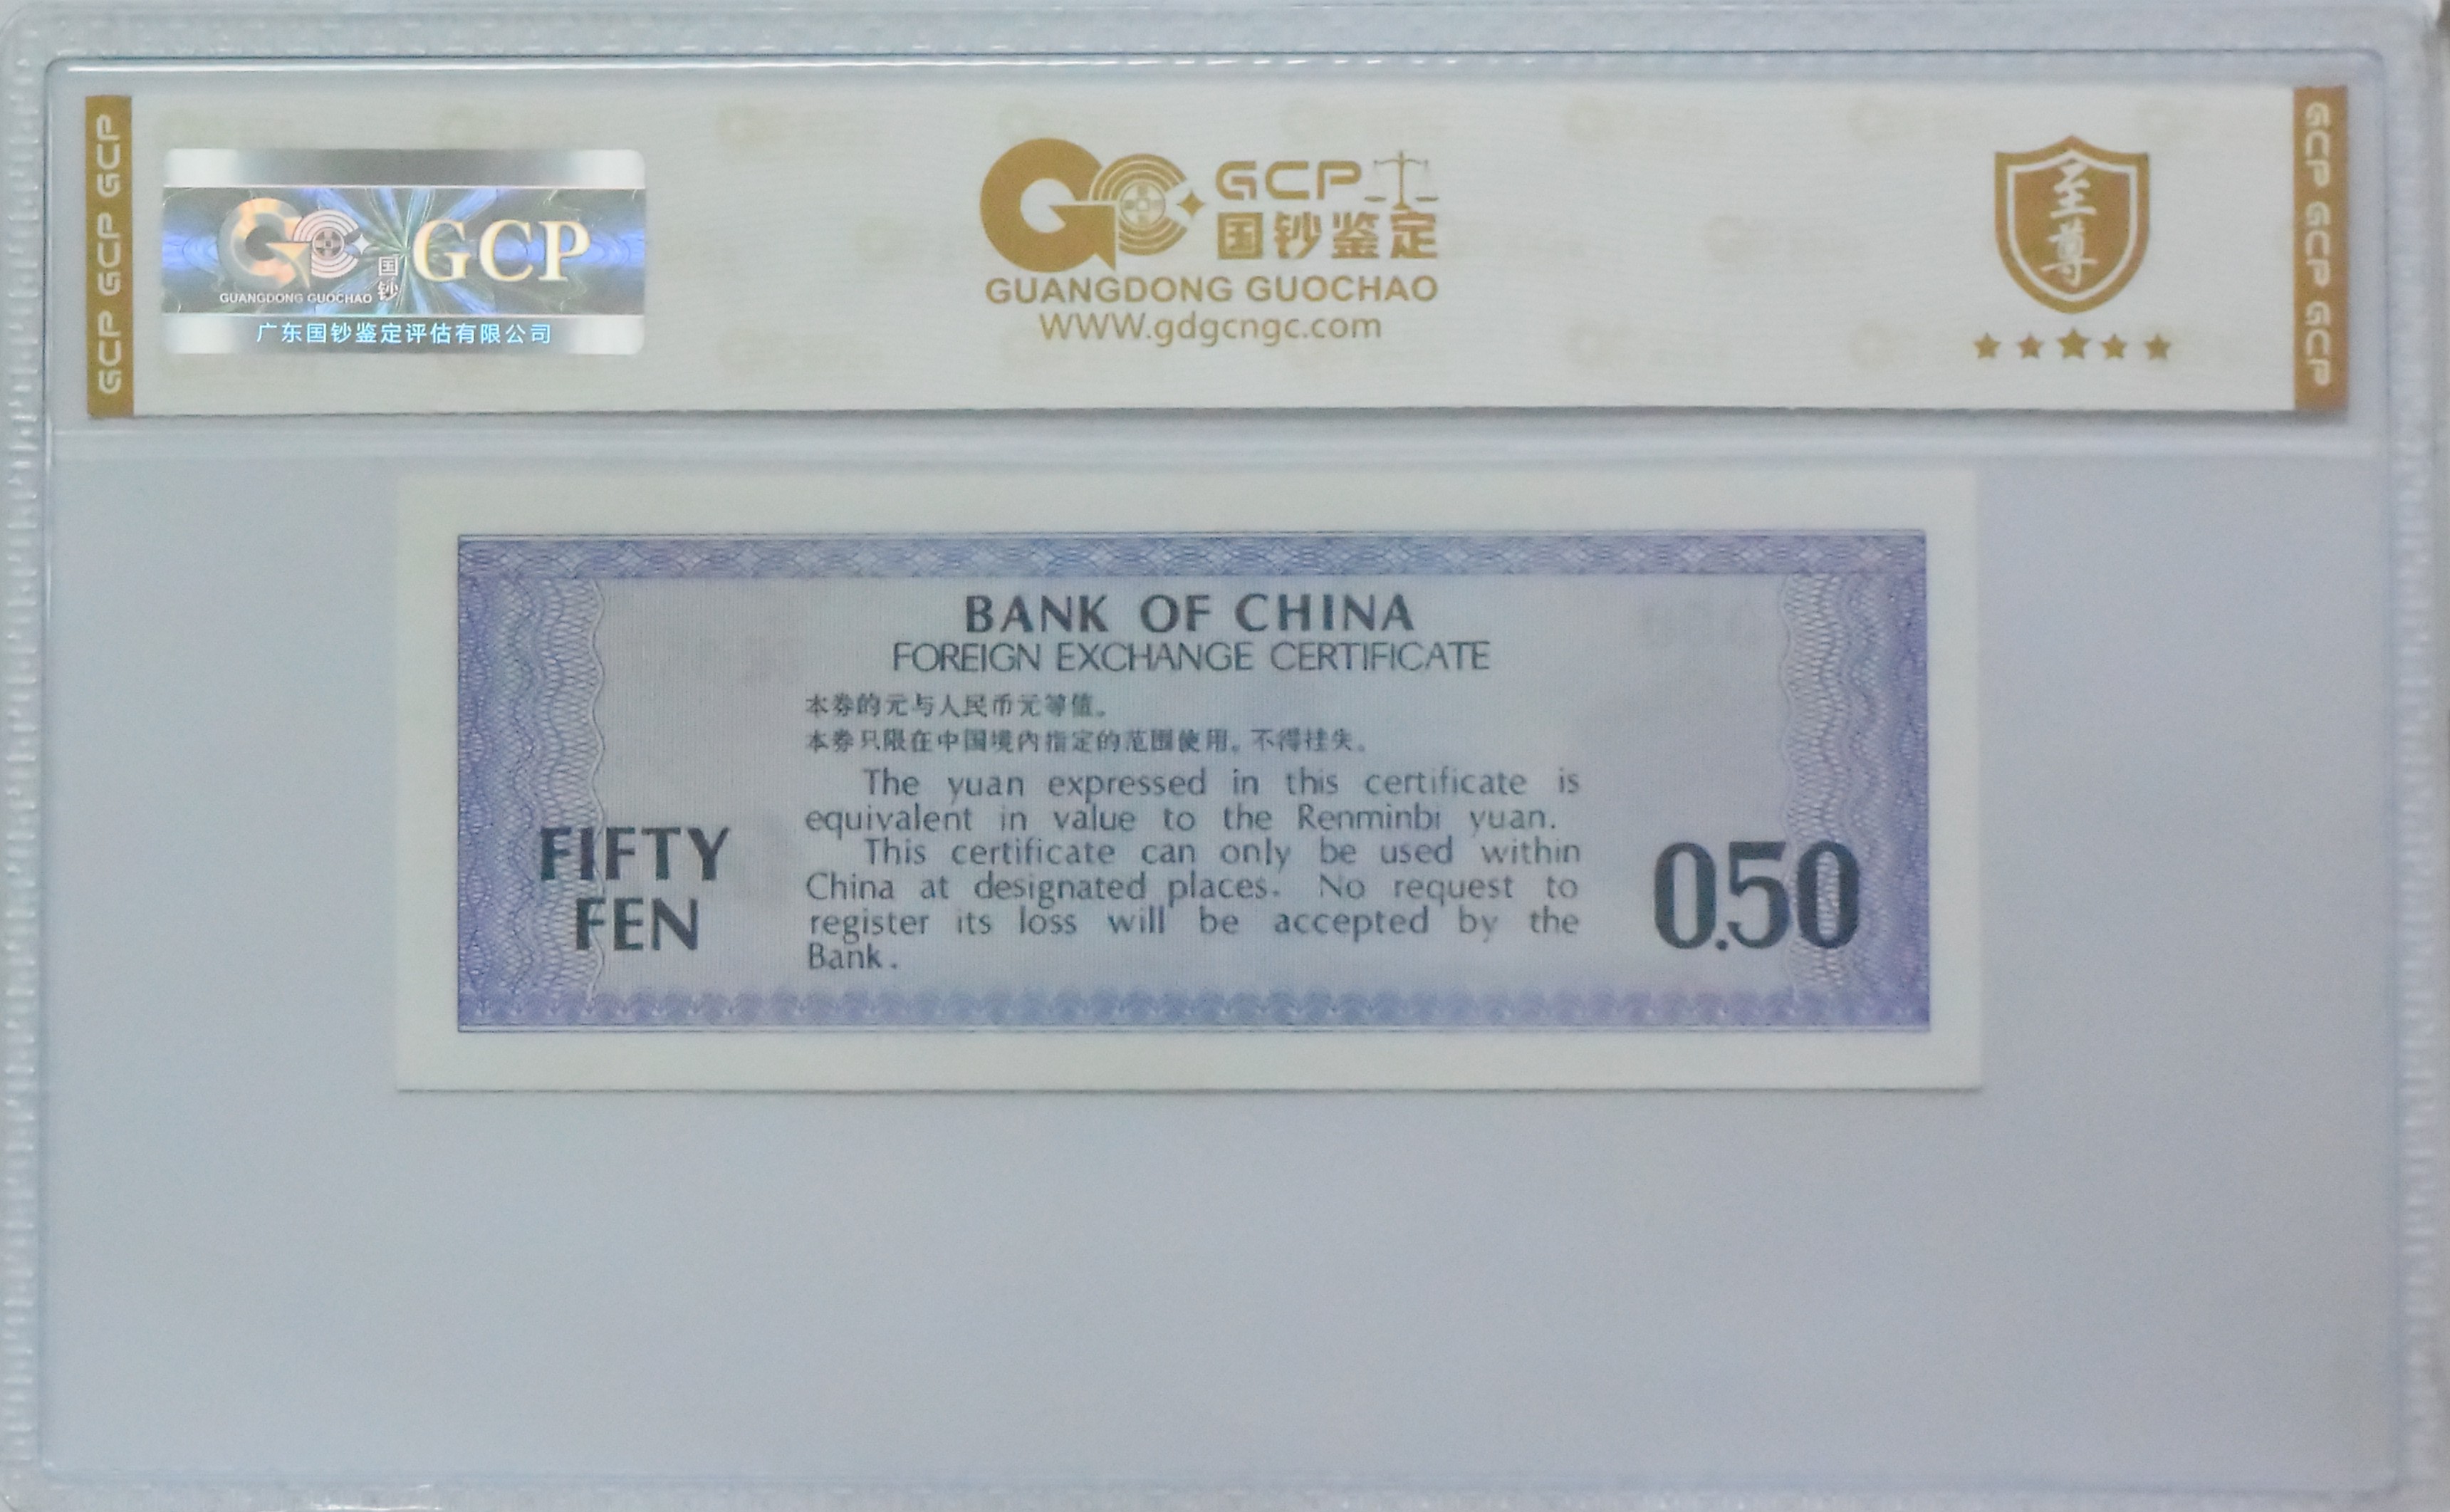 GCP GCP GCP
GUANGDONG GUOCHAO
国钞
GCP
广东国钞鉴定评估有限公司
GCP
国钞鉴定
GUANGDONG GUOCHAO
WWW.gdgcngc.com
至尊
GCP GCP GCP
BANK OF CHINA
FOREIGN EXCHANGE CERTIFICATE
本券的元与人民币元等值。
本券只限在中国境内指定的范围使用。不得挂失。
The yuan expressed in this certificate is
equivalent in value to the Renminbi yuan.
This certificate can only be used within
China at designated places. No request to
register its loss will be accepted by the
Bank.
FIFTY
FEN
0.50